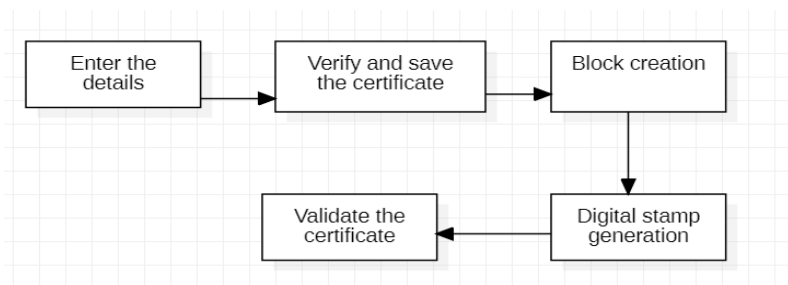 Enter the
details
Verify and save
the certificate
Block creation
Digital stamp
generation
Validate the
certificate